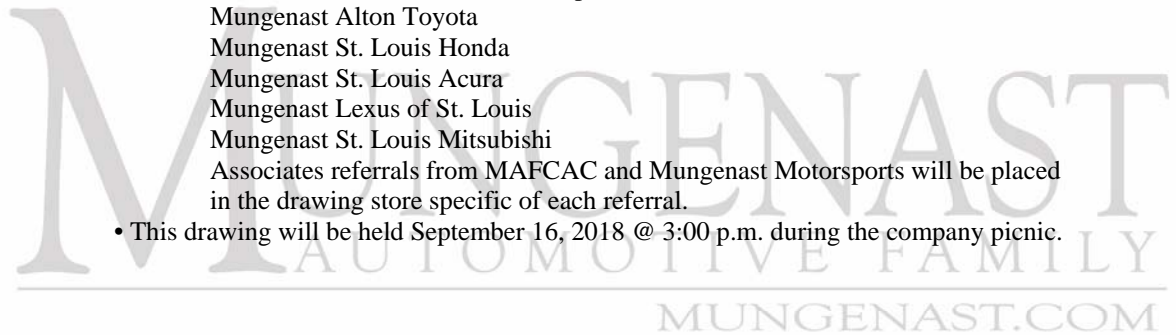 Mungenast Alton Toyota
Mungenast St. Louis Honda
Mungenast St. Louis Acura
Mungenast Lexus of St. Louis
Mungenast St. Louis Mitsubishi
Associates referrals from MAFCAC and Mungenast Motorsports will be placed
in the drawing store specific of each referral.
• This drawing will be held September 16, 2018 @ 3:00 p.m. during the company picnic.
MUNGENAST
AUTOMOTIVE FAMILY
MUNGENAST.COM